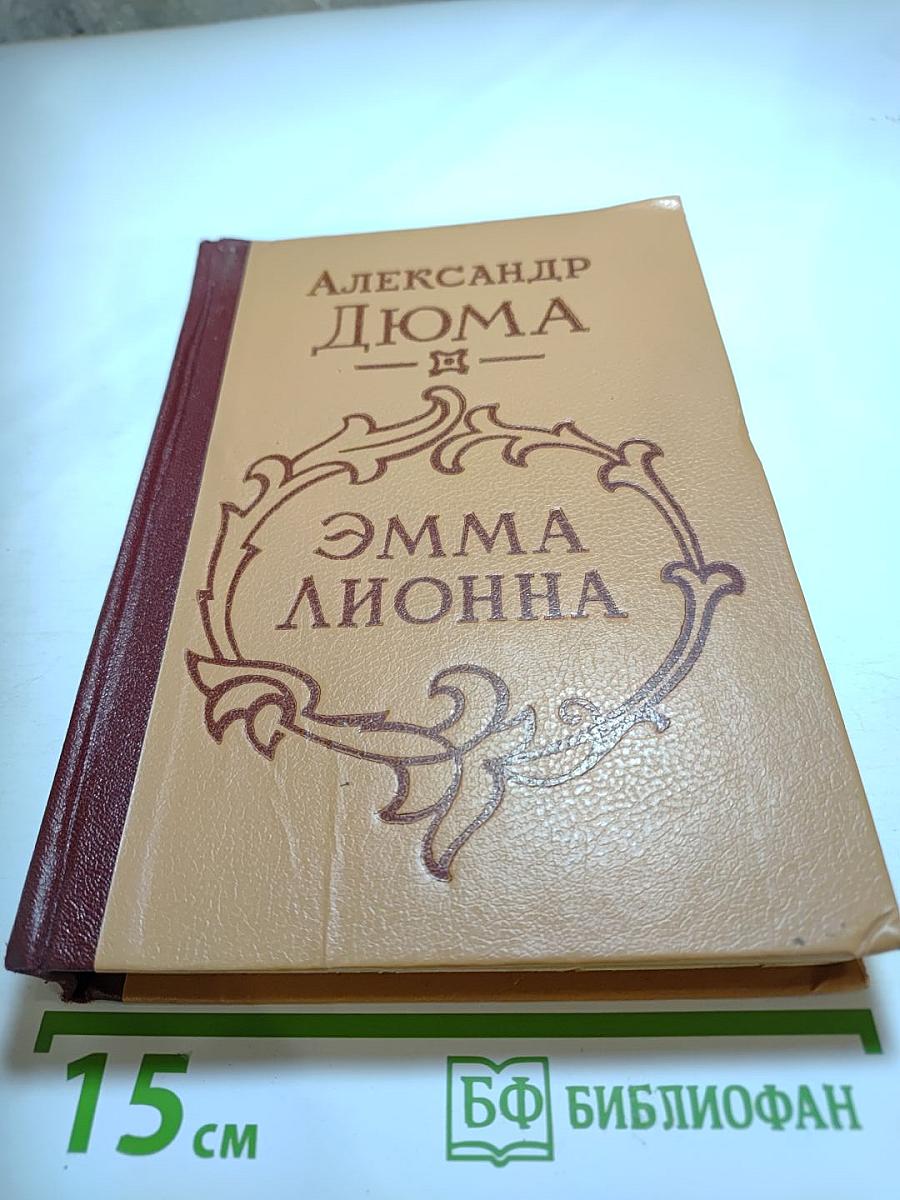 Александр
Дюма
Эмма
Лионна
15 см
БФ БИБЛИОФАН